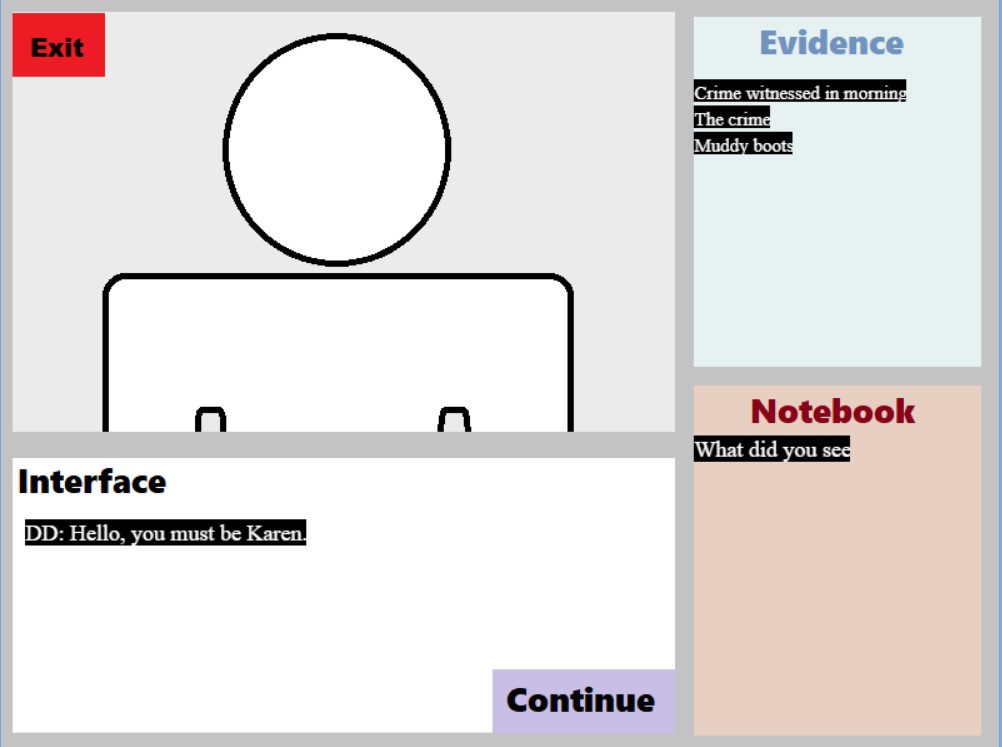 Exit
Interface
DD: Hello, you must be Karen.
Continue
Evidence
Crime witnessed in morning
The crime
Muddy boots
Notebook
What did you see